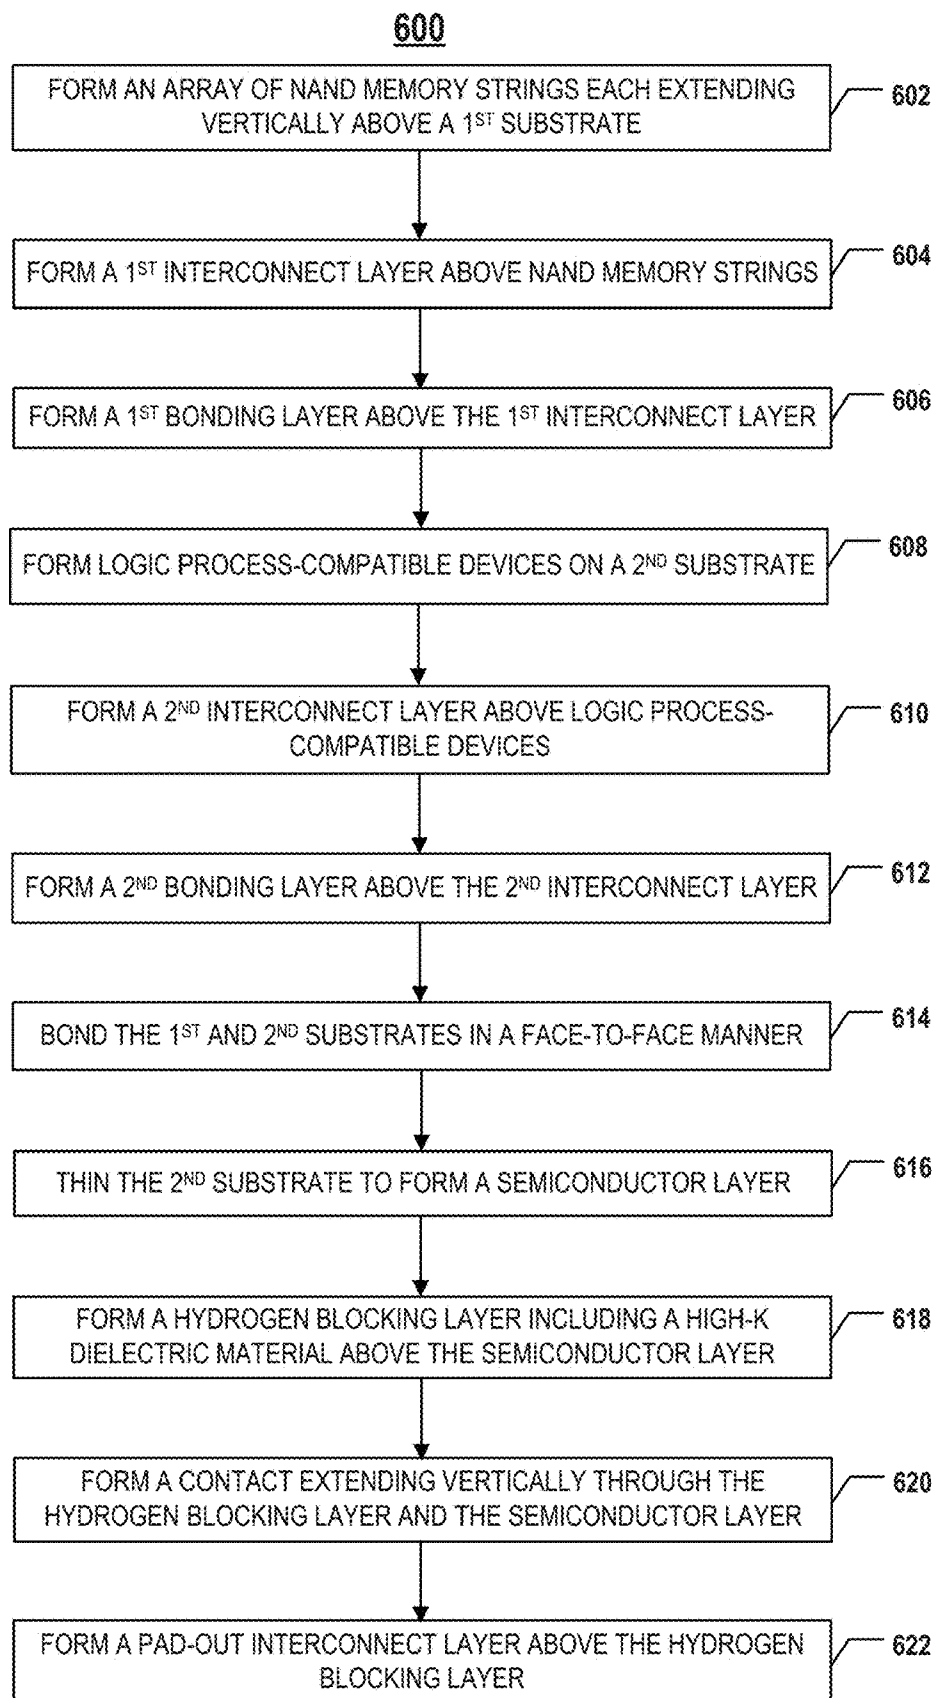 600
FORM AN ARRAY OF NAND MEMORY STRINGS EACH EXTENDING
VERTICALLY ABOVE A 1ST SUBSTRATE
602
FORM A 1ST INTERCONNECT LAYER ABOVE NAND MEMORY STRINGS
604
FORM A 1ST BONDING LAYER ABOVE THE 1ST INTERCONNECT LAYER
606
FORM LOGIC PROCESS-COMPATIBLE DEVICES ON A 2ND SUBSTRATE
608
FORM A 2ND INTERCONNECT LAYER ABOVE LOGIC PROCESS-
COMPATIBLE DEVICES
610
FORM A 2ND BONDING LAYER ABOVE THE 2ND INTERCONNECT LAYER
612
BOND THE 1ST AND 2ND SUBSTRATES IN A FACE-TO-FACE MANNER
614
THIN THE 2ND SUBSTRATE TO FORM A SEMICONDUCTOR LAYER
616
FORM A HYDROGEN BLOCKING LAYER INCLUDING A HIGH-K
DIELECTRIC MATERIAL ABOVE THE SEMICONDUCTOR LAYER
618
FORM A CONTACT EXTENDING VERTICALLY THROUGH THE
HYDROGEN BLOCKING LAYER AND THE SEMICONDUCTOR LAYER
620
FORM A PAD-OUT INTERCONNECT LAYER ABOVE THE HYDROGEN
BLOCKING LAYER
622